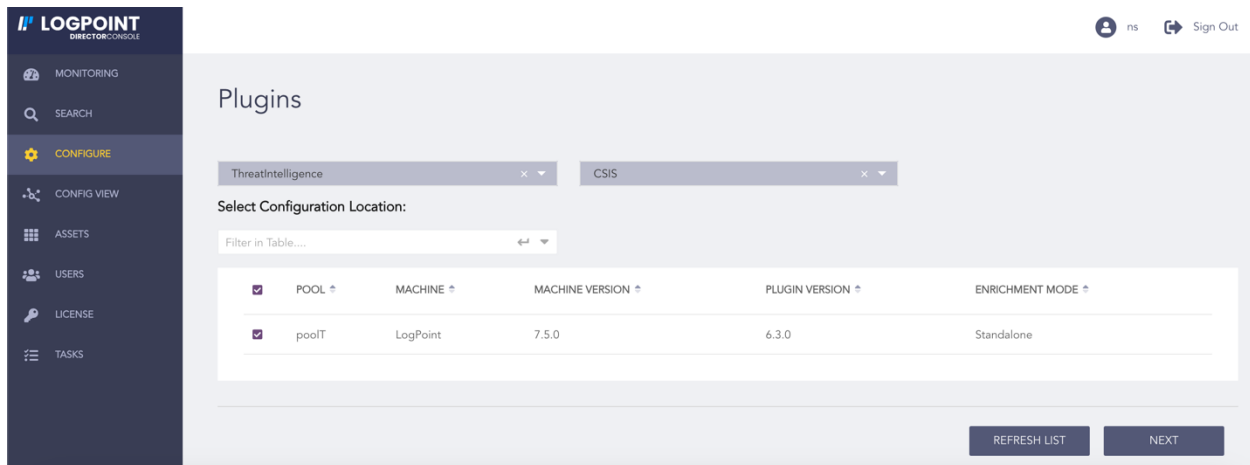 LOGPOINT
DIRECTORCONSOLE
ns Sign Out
MONITORING
SEARCH
CONFIGURE
CONFIG VIEW
ASSETS
USERS
LICENSE
TASKS
Plugins
ThreatIntelligence CSIS
Select Configuration Location:
Filter in Table....
POOL MACHINE MACHINE VERSION PLUGIN VERSION ENRICHMENT MODE
poolT LogPoint 7.5.0 6.3.0 Standalone
REFRESH LIST NEXT